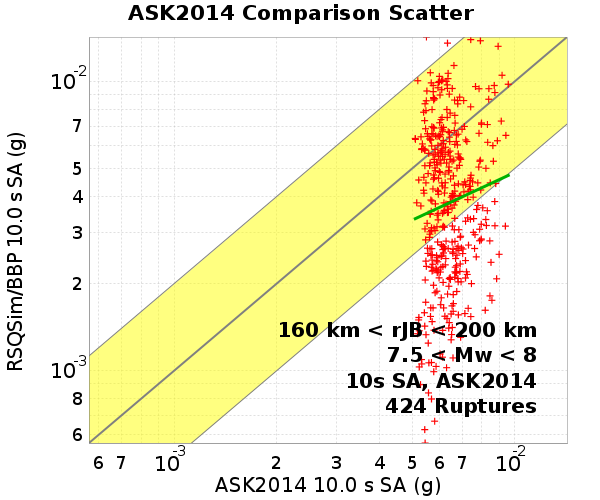 ASK2014 Comparison Scatter
RSQSim/BBP 10.0 s SA (g)
10-2
7
5
4
3
2
10-3
8
6
160 km < rJB < 200 km
7.5 < Mw < 8
10s SA, ASK2014
424 Ruptures
6 7 10-3 2 3 4 5 6 7 10-2
ASK2014 10.0 s SA (g)